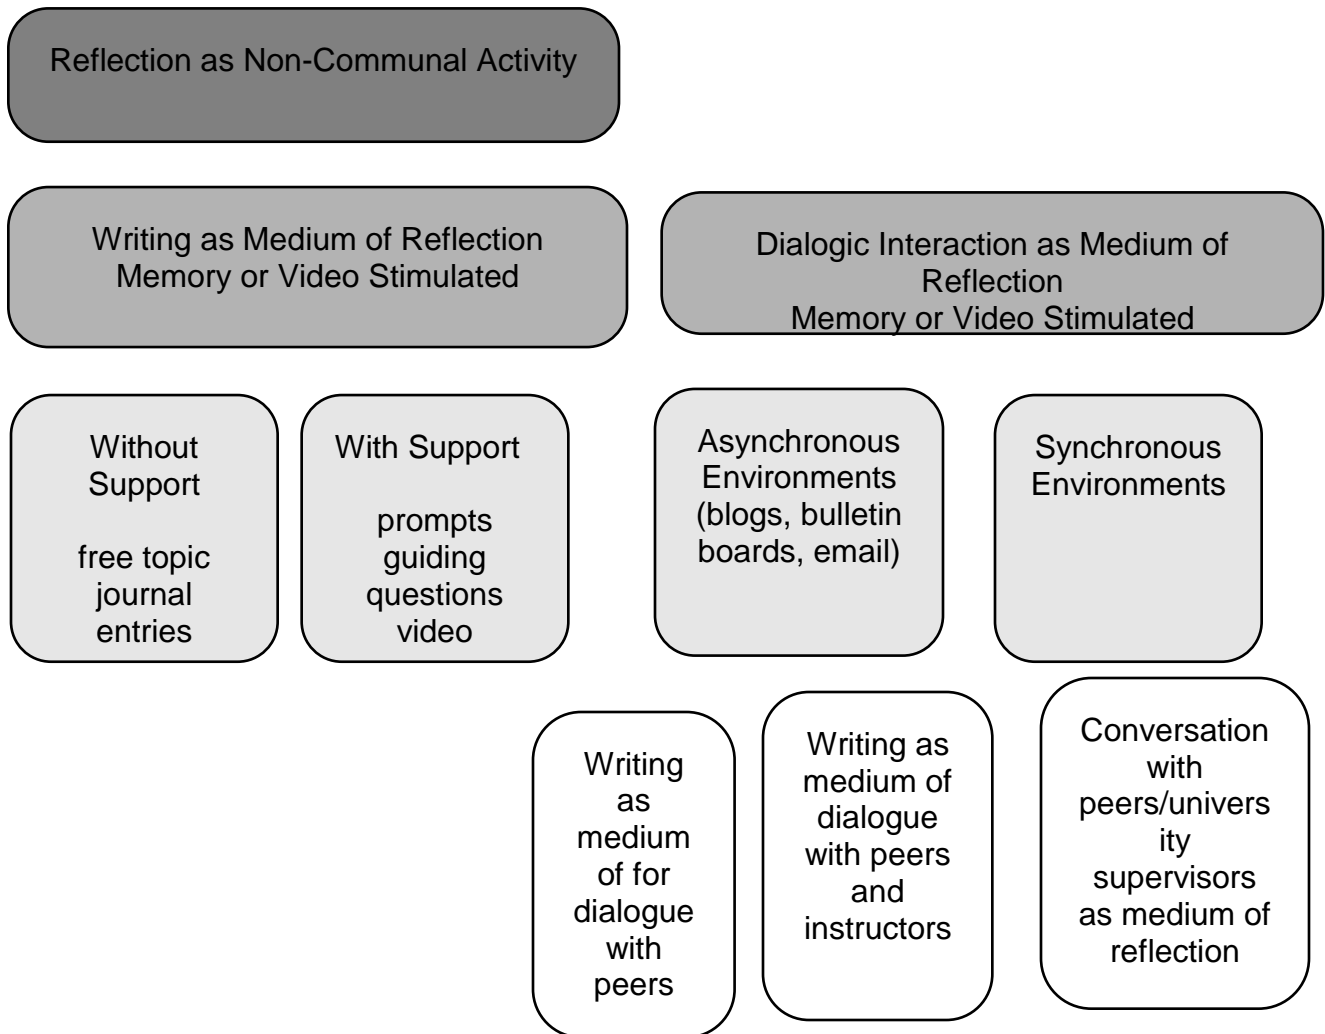 Reflection as Non-Communal Activity
Writing as Medium of Reflection
Memory or Video Stimulated
Dialogic Interaction as Medium of
Reflection
Memory or Video Stimulated
Without
Support
free topic
journal
entries
With Support
prompts
guiding
questions
video
Asynchronous
Environments
(blogs, bulletin
boards, email)
Synchronous
Environments
Writing
as
medium
of for
dialogue
with
peers
Writing as
medium of
dialogue
with peers
and
instructors
Conversation
with
peers/univers
ity
supervisors
as medium of
reflection